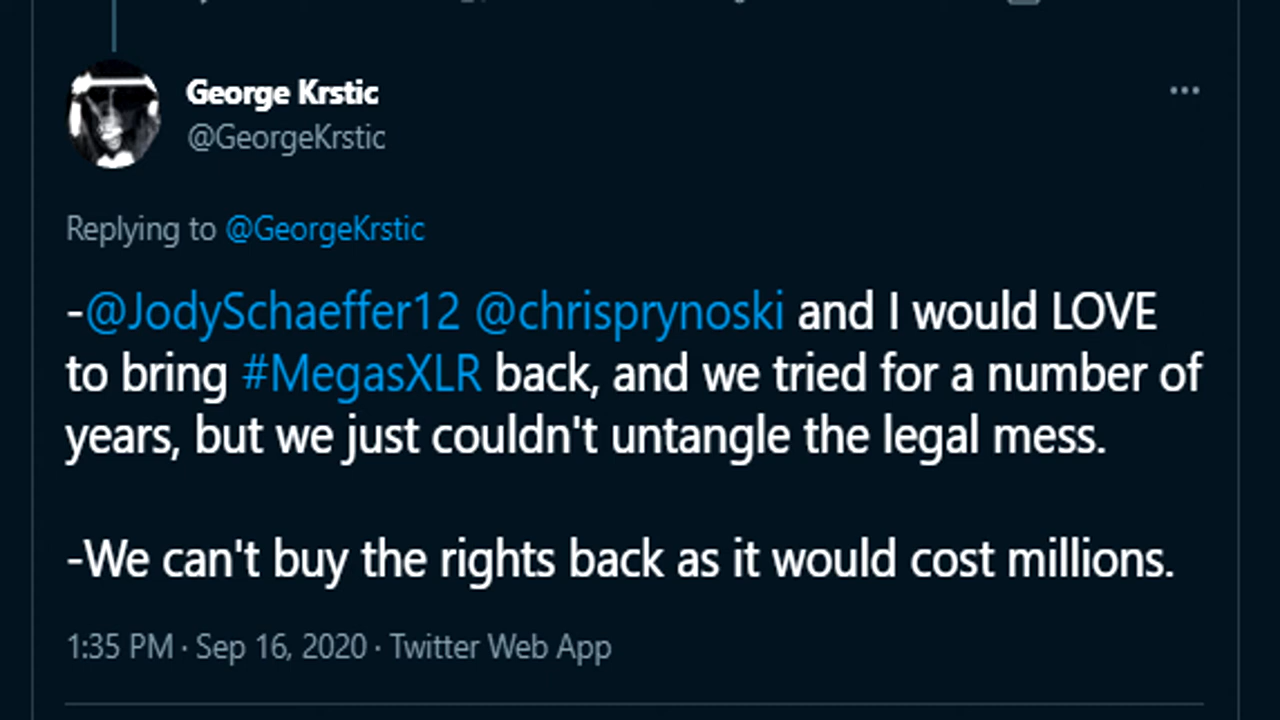 George Krstic
@GeorgeKrstic
Replying to @GeorgeKrstic
-@JodySchaeffer12 @chrisprynoski and I would LOVE
to bring #MegasXLR back, and we tried for a number of
years, but we just couldn't untangle the legal mess.
-We can't buy the rights back as it would cost millions.
1:35 PM · Sep 16, 2020 · Twitter Web App